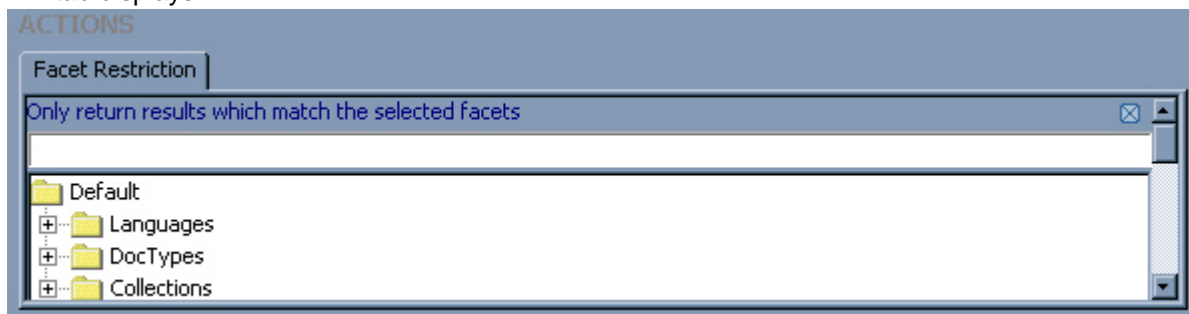 ACTIONS
Facet Restriction
Only return results which match the selected facets
Default
Languages
DocTypes
Collections